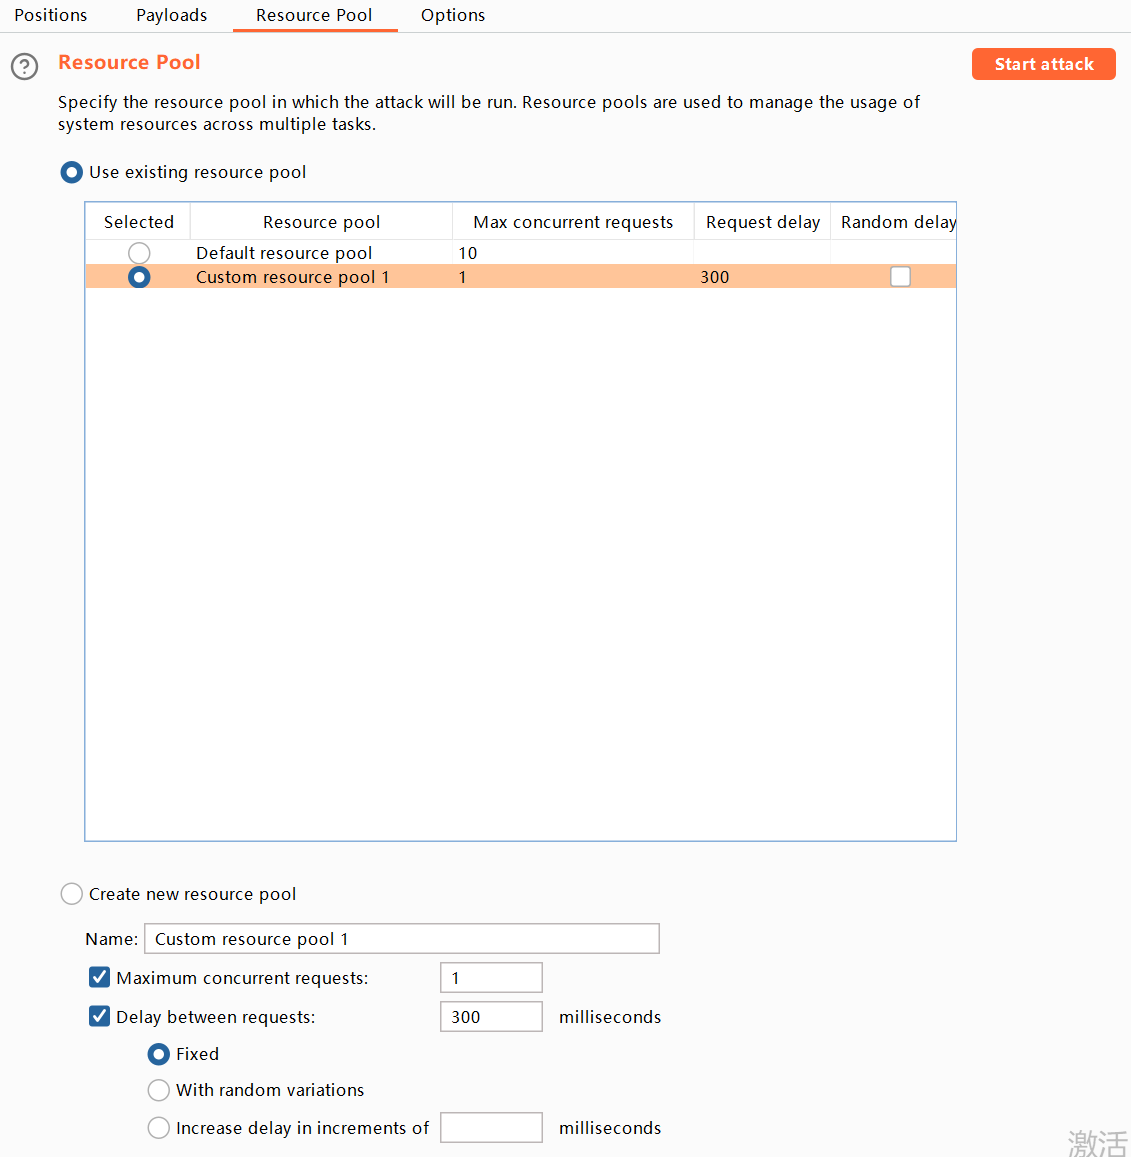 Positions Payloads Resource Pool Options
Resource Pool
Start attack
Specify the resource pool in which the attack will be run. Resource pools are used to manage the usage of
system resources across multiple tasks.
Use existing resource pool
Selected Resource pool Max concurrent requests Request delay Random delay
Default resource pool 10
Custom resource pool 1 1 300
Create new resource pool
Name: Custom resource pool 1
Maximum concurrent requests: 1
Delay between requests: 300 milliseconds
Fixed
With random variations
Increase delay in increments of milliseconds
激活